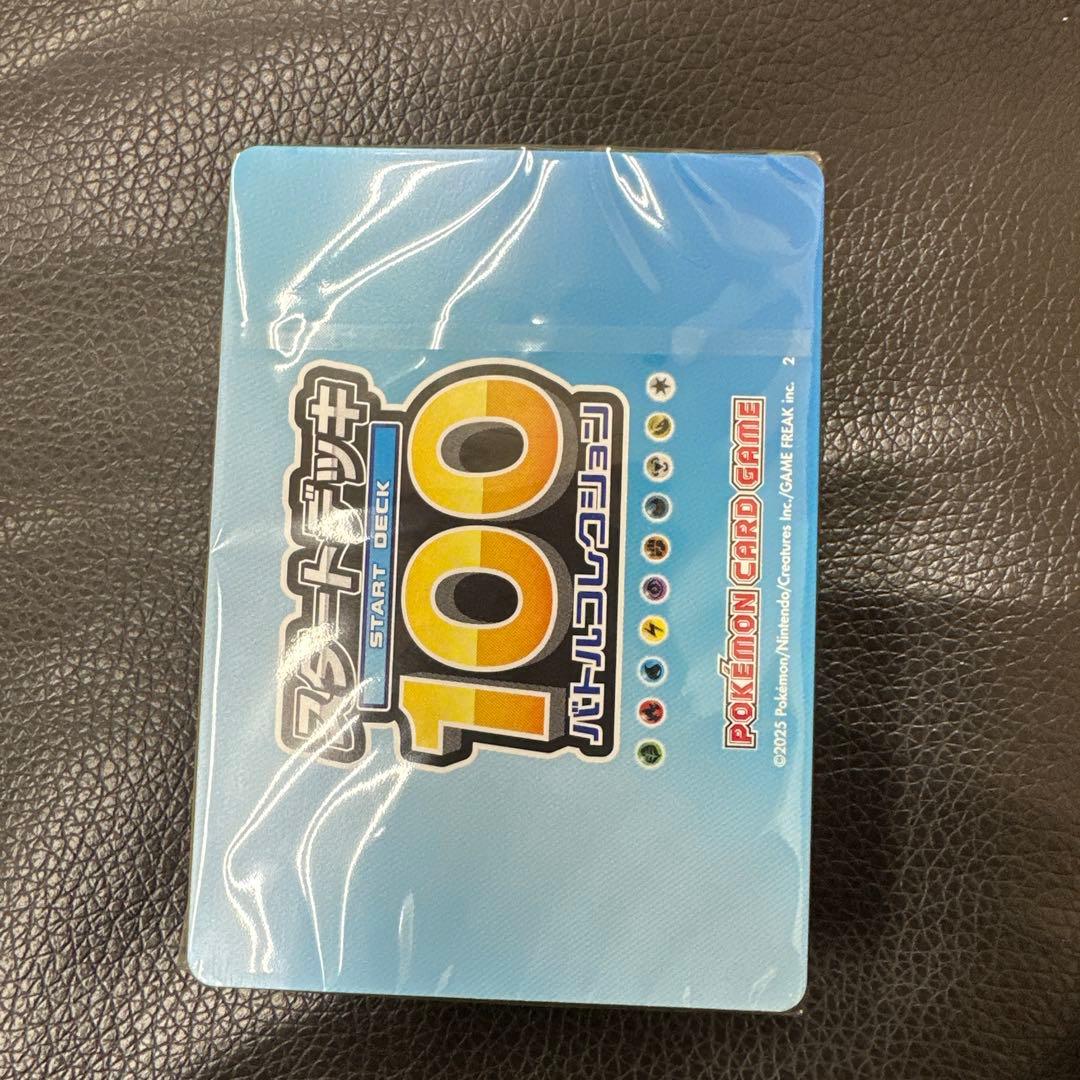 スタートデッキ
START DECK
100
バトルコレクション
POKÉMON CARD GAME
©2025 Pokémon/Nintendo/Creatures Inc./GAME FREAK inc. 2